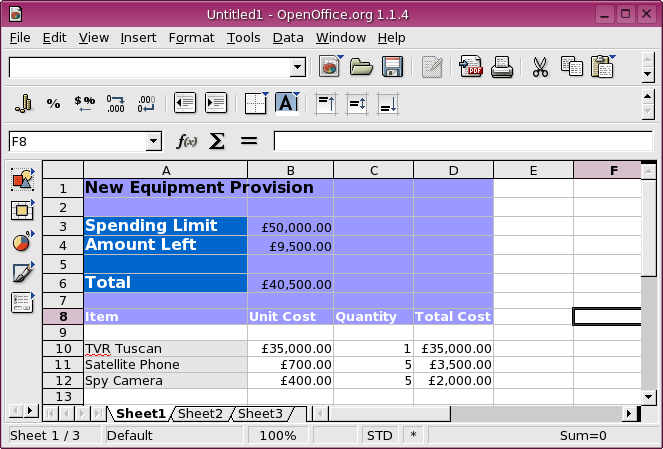 Untitled1 - OpenOffice.org 1.1.4
File Edit View Insert Format Tools Data Window Help
PDF
% $% 0→ .000 .000 A
F8 f(x) Σ =
A B C D E F
1 New Equipment Provision
2
3 Spending Limit £50,000.00
4 Amount Left £9,500.00
5
6 Total £40,500.00
7
8 Item Unit Cost Quantity Total Cost
9
10 TVR Tuscan £35,000.00 1 £35,000.00
11 Satellite Phone £700.00 5 £3,500.00
12 Spy Camera £400.00 5 £2,000.00
13
Sheet1 Sheet2 Sheet3
Sheet 1 / 3 Default 100% STD * Sum=0